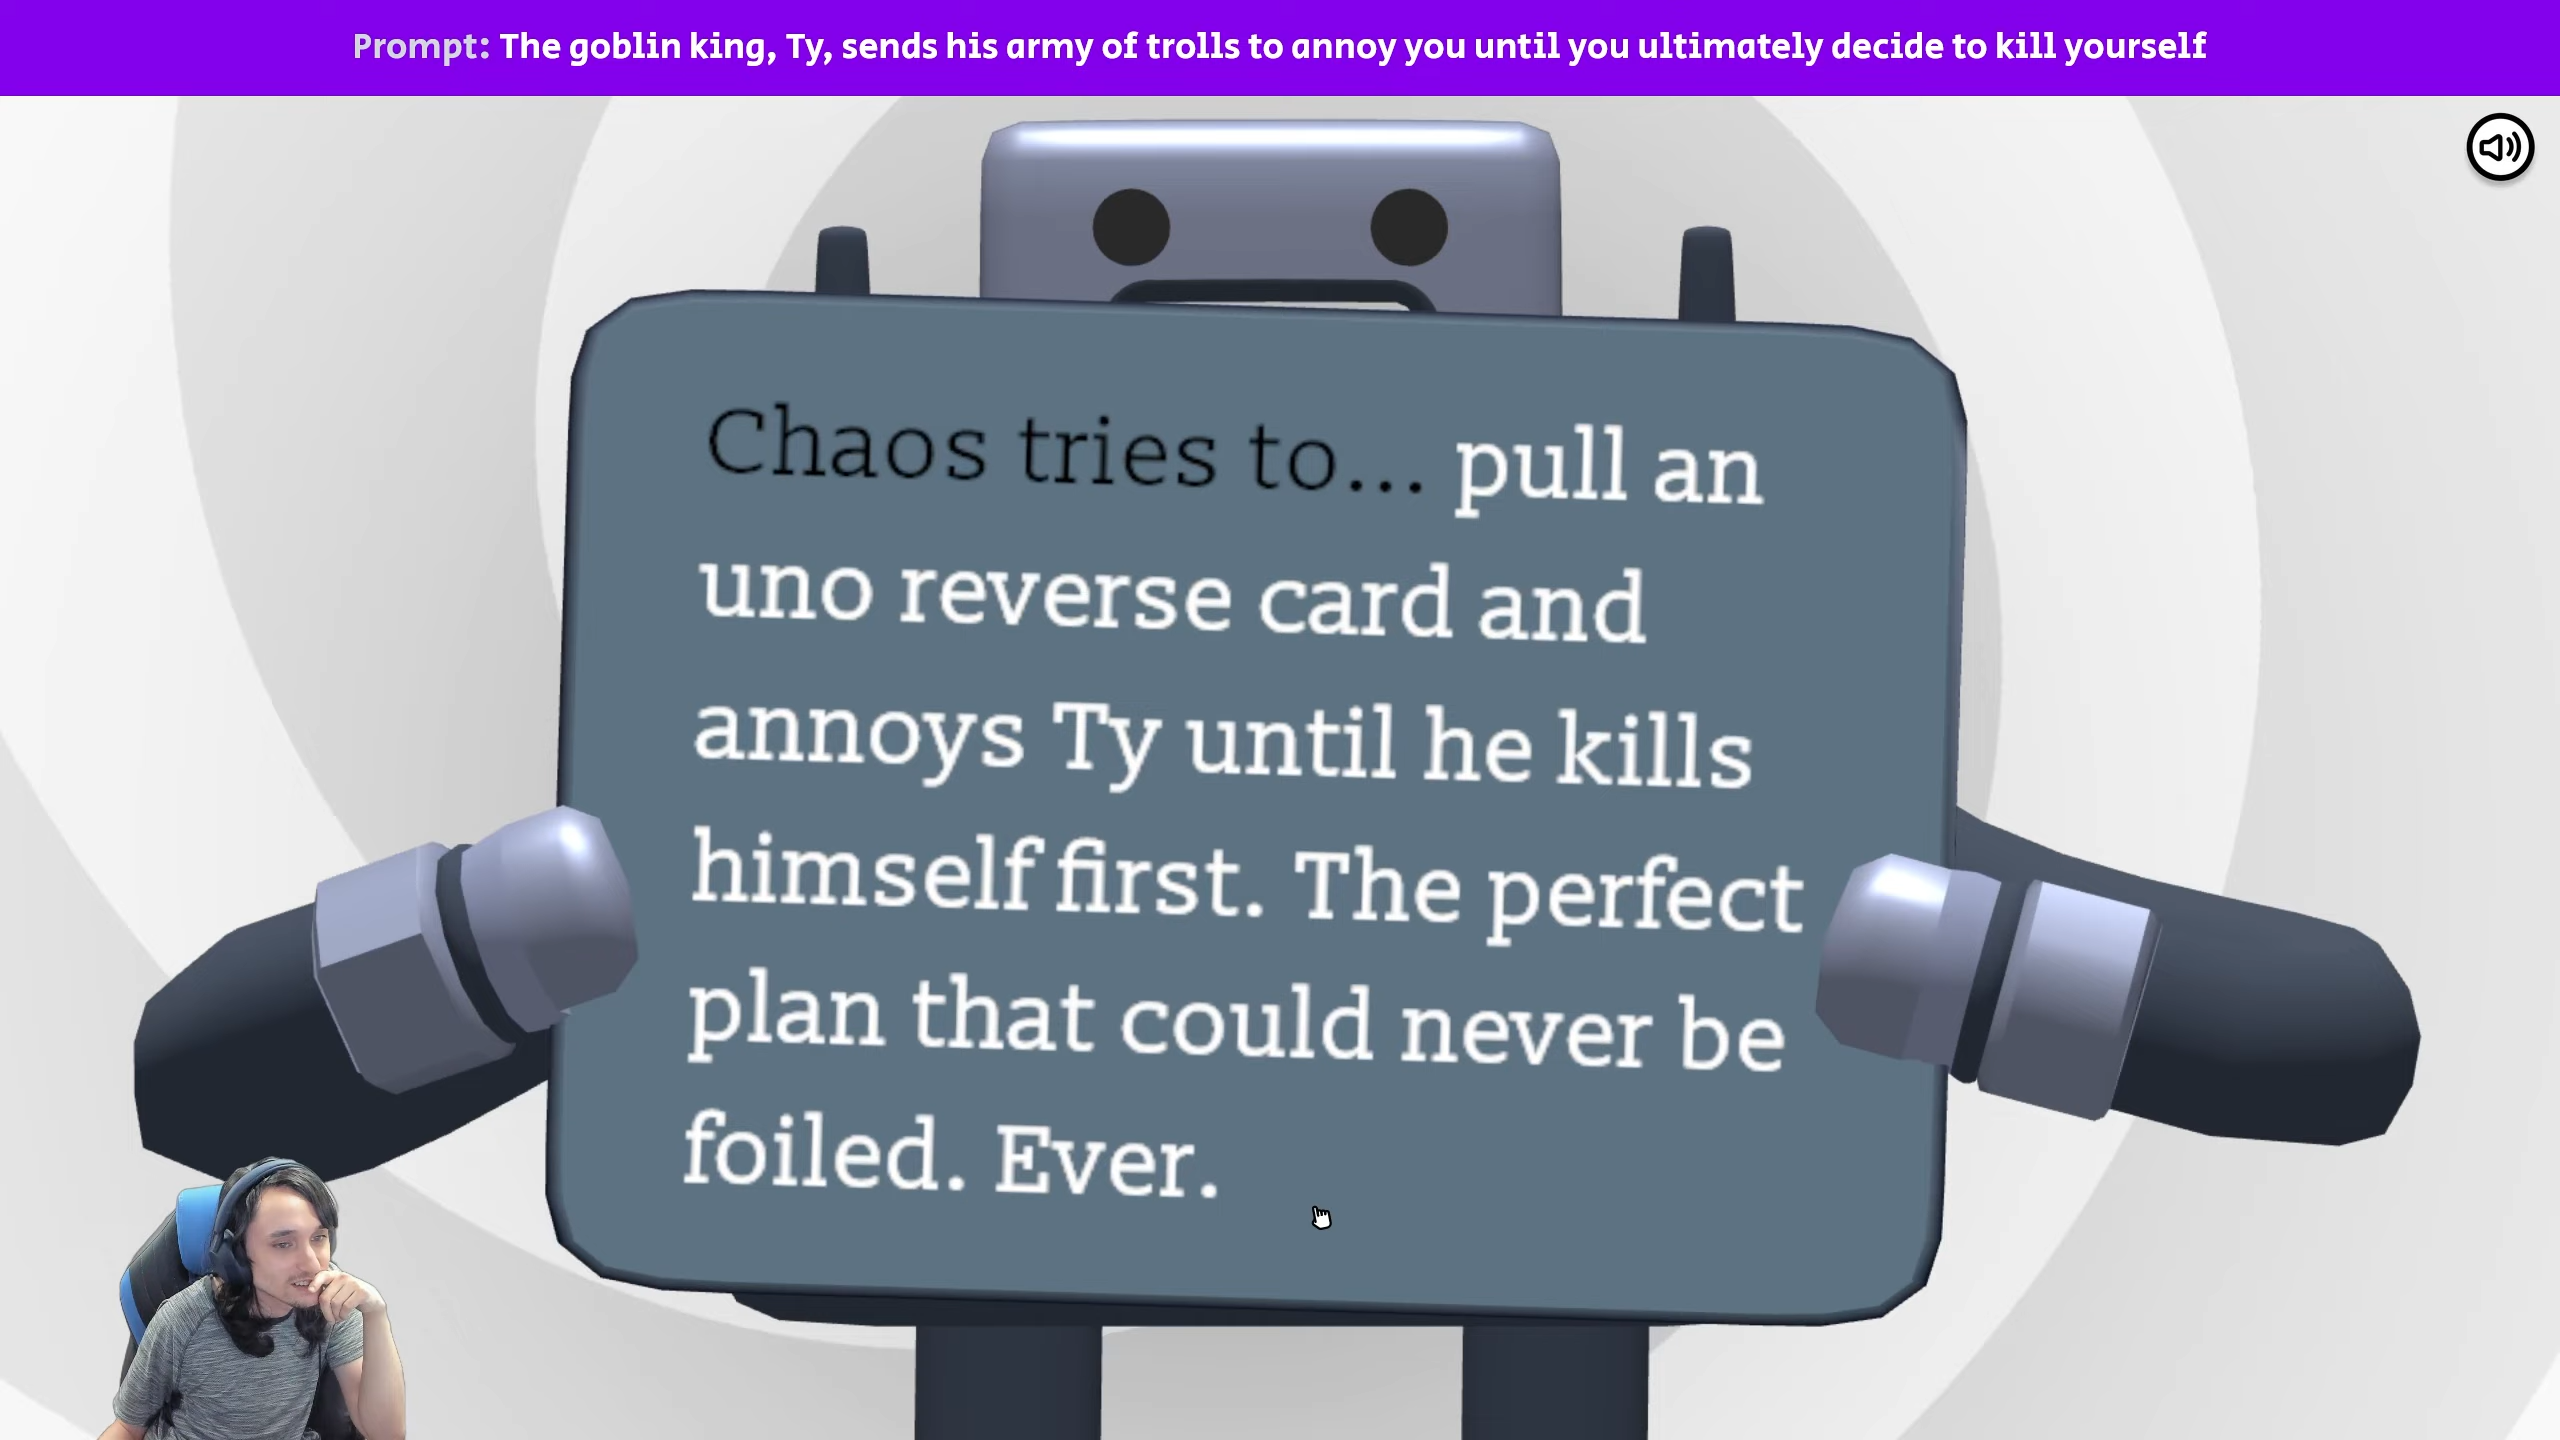 Prompt: The goblin king, Ty, sends his army of trolls to annoy you until you ultimately decide to kill yourself
Chaos tries to... pull an
uno reverse card and
annoys Ty until he kills
himself first. The perfect
plan that could never be
foiled. Ever.